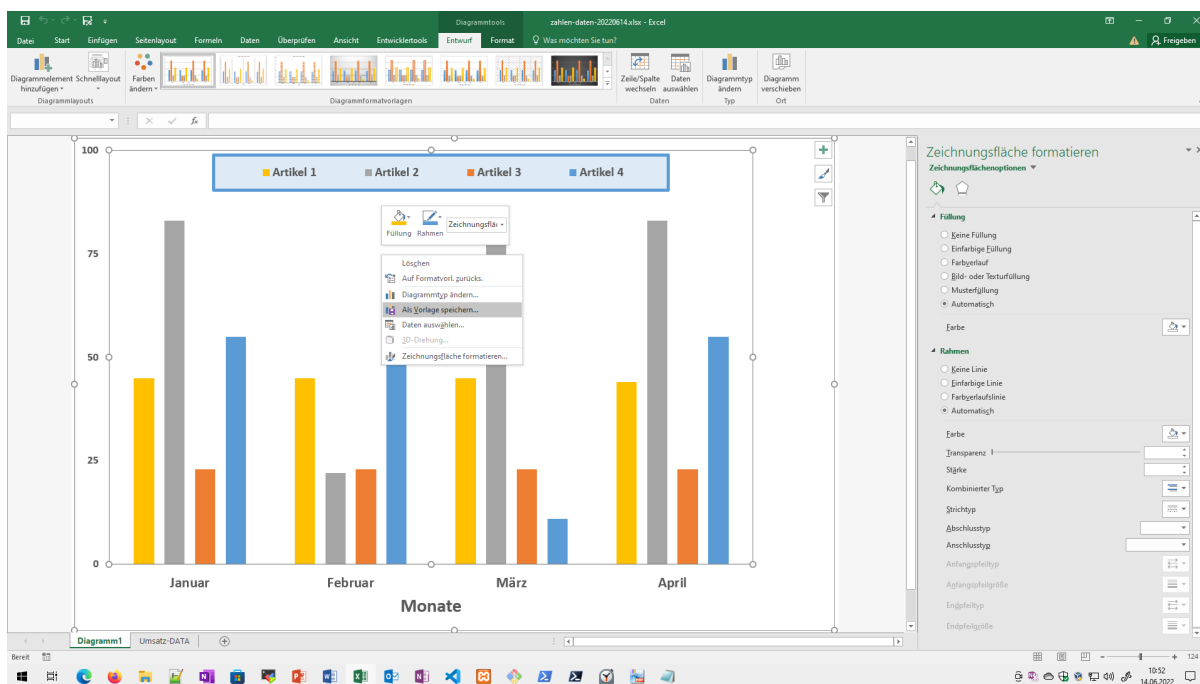 Diagrammtools
zahlen-daten-20220614.xlsx - Excel
Datei Start Einfügen Seitenlayout Formeln Daten Überprüfen Ansicht Entwicklertools Entwurf Format Was möchten Sie tun? Freigeben
Diagrammelement hinzufügen
Schnelllayout
Farben ändern
Zeile/Spalte wechseln
Daten auswählen
Diagrammtyp ändern
Diagramm verschieben
Diagrammlayouts Diagrammformatvorlagen Daten Typ Ort
fx
100
75
50
25
0
Artikel 1 Artikel 2 Artikel 3 Artikel 4
Füllung Rahmen Zeichnungsflä
Löschen
Auf Formatvorl. zurücks.
Diagrammtyp ändern...
Als Vorlage speichern...
Daten auswählen...
3D-Drehung...
Zeichnungsfläche formatieren...
Januar Februar März April
Monate
Zeichnungsfläche formatieren
Zeichnungsflächenoptionen
Füllung
Keine Füllung
Einfarbige Füllung
Farbverlauf
Bild- oder Texturfüllung
Musterfüllung
Automatisch
Farbe
Rahmen
Keine Linie
Einfarbige Linie
Farbverlaufslinie
Automatisch
Farbe
Transparenz
Stärke
Kombinierter Typ
Strichtyp
Abschlusstyp
Anschlusstyp
Anfangspfeiltyp
Anfangspfeilgröße
Endpfeiltyp
Endpfeilgröße
Diagramm1 Umsatz-DATA
Bereit
124
10:52
14.06.2022